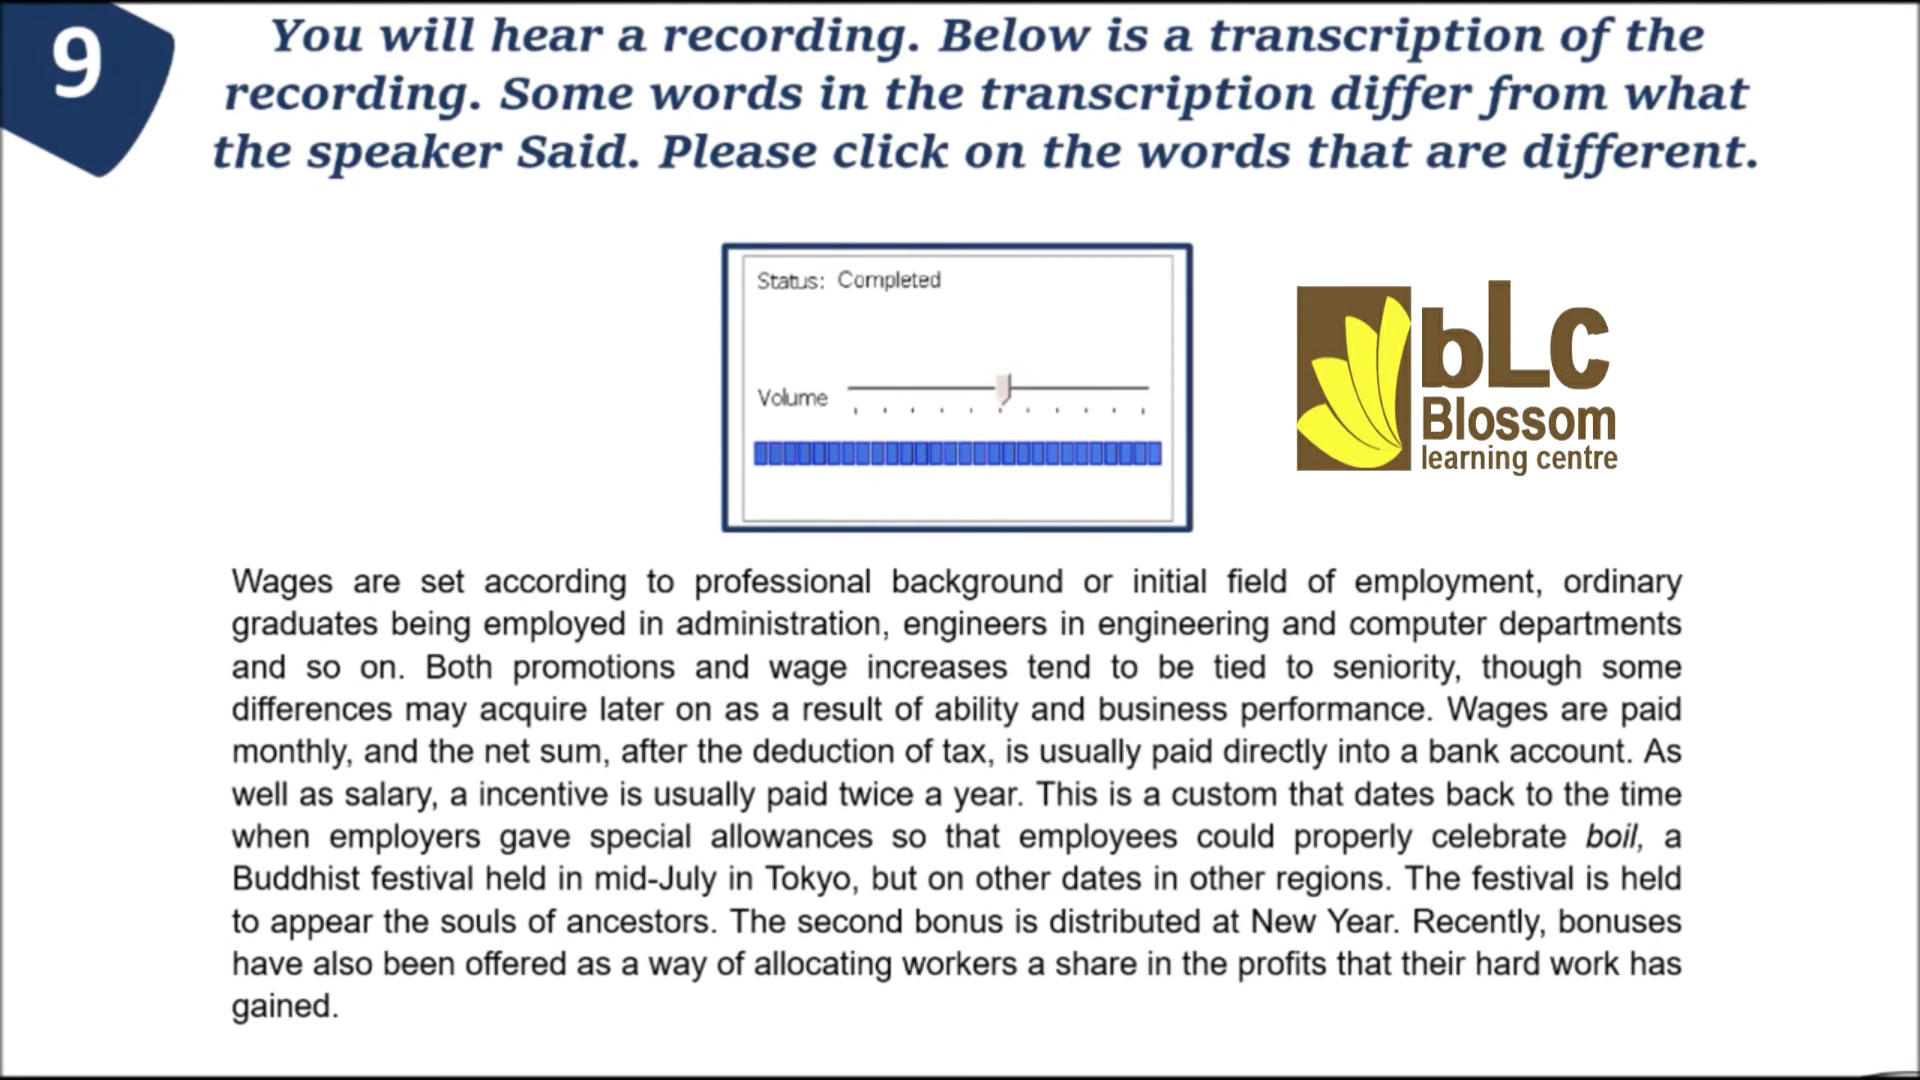 9
You will hear a recording. Below is a transcription of the
recording. Some words in the transcription differ from what
the speaker Said. Please click on the words that are different.
Status: Completed
Volume
bLC
Blossom
learning centre
Wages are set according to professional background or initial field of employment, ordinary
graduates being employed in administration, engineers in engineering and computer departments
and so on. Both promotions and wage increases tend to be tied to seniority, though some
differences may acquire later on as a result of ability and business performance. Wages are paid
monthly, and the net sum, after the deduction of tax, is usually paid directly into a bank account. As
well as salary, a incentive is usually paid twice a year. This is a custom that dates back to the time
when employers gave special allowances so that employees could properly celebrate boil, a
Buddhist festival held in mid-July in Tokyo, but on other dates in other regions. The festival is held
to appear the souls of ancestors. The second bonus is distributed at New Year. Recently, bonuses
have also been offered as a way of allocating workers a share in the profits that their hard work has
gained.